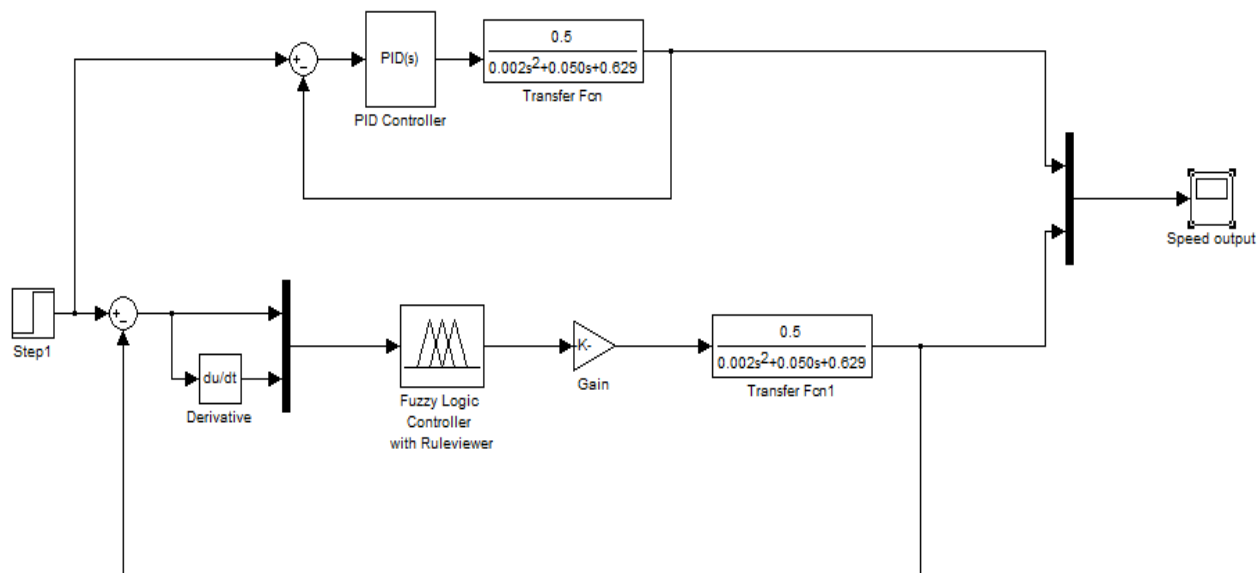 +
−
PID(s)
PID Controller
0.5
0.002s²+0.050s+0.629
Transfer Fcn
Speed output
Step1
+
−
du/dt
Derivative
Fuzzy Logic
Controller
with Ruleviewer
-K-
Gain
0.5
0.002s²+0.050s+0.629
Transfer Fcn1